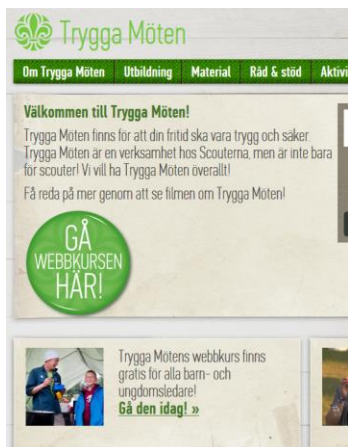 Trygga Möten
Om Trygga Möten Utbildning Material Råd & stöd Aktivi
Välkommen till Trygga Möten!
Trygga Möten finns för att din fritid ska vara trygg och säker.
Trygga Möten är en verksamhet hos Scouterna, men är inte bara
för scouter! Vi vill ha Trygga Möten överallt!
Få reda på mer genom att se filmen om Trygga Möten!
GÅ
WEBBKURSEN
HÄR!
Trygga Mötens webbkurs finns
gratis för alla barn- och
ungdomsledare!
Gå den idag! »